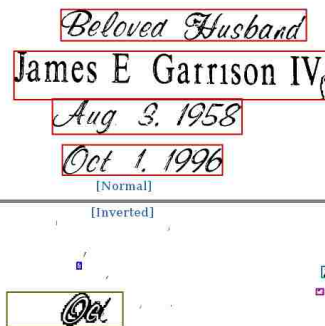 Beloved Husband
James E Garrison IV
Aug 3, 1958
Oct 1, 1996
[Normal]
[Inverted]
Oct